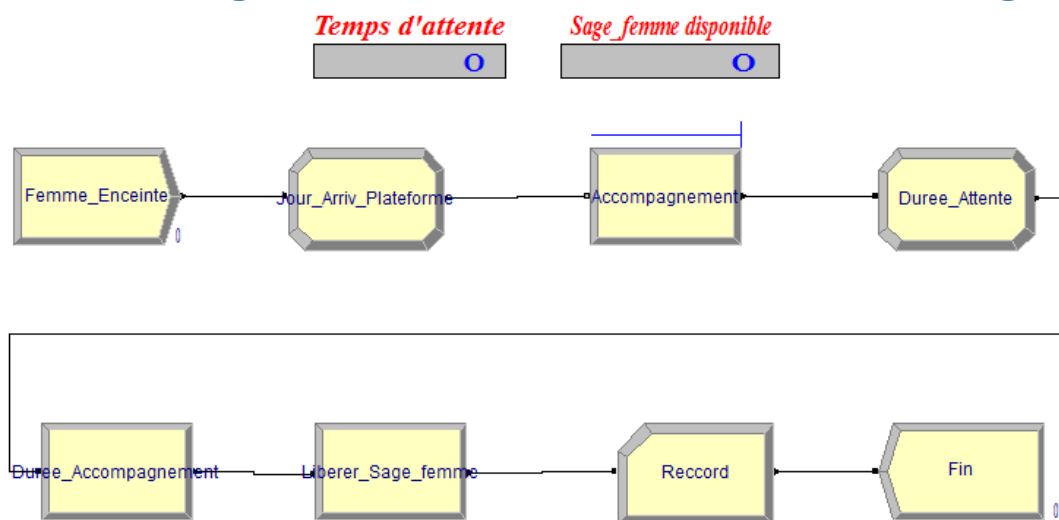 Temps d'attente
Sage_femme disponible
0
0
Femme_Enceinte
Jour_Arriv_Plateforme
Accompagnement
Duree_Attente
0
Duree_Accompagnement
Liberer_Sage_femme
Reccord
Fin
0